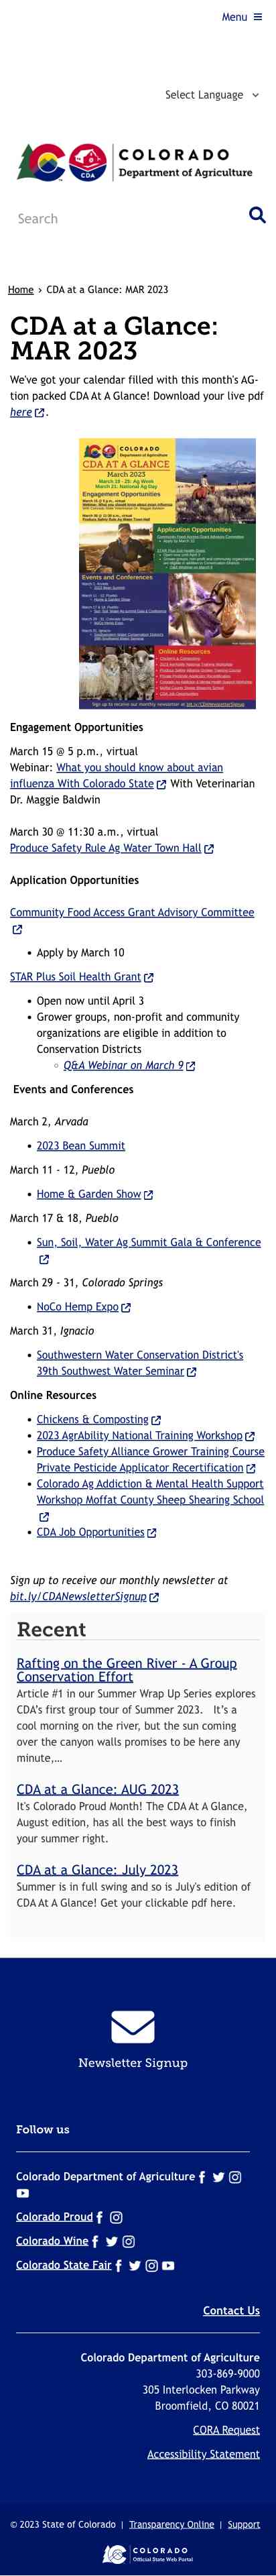 Menu
Select Language
CDA
COLORADO
Department of Agriculture
Search
Home › CDA at a Glance: MAR 2023
CDA at a Glance:
MAR 2023
We've got your calendar filled with this month's AG-
tion packed CDA At A Glance! Download your live pdf
here.
COLORADO
Department of Agriculture
CDA AT A GLANCE
March 2023
March 19 - 25: Ag Week
March 21: National Ag Day
Engagement Opportunities
Application Opportunities
Events and Conferences
Online Resources
Sign up to receive our monthly newsletter at bit.ly/CDANewsletterSignup
Engagement Opportunities
March 15 @ 5 p.m., virtual
Webinar: What you should know about avian
influenza With Colorado State With Veterinarian
Dr. Maggie Baldwin
March 30 @ 11:30 a.m., virtual
Produce Safety Rule Ag Water Town Hall
Application Opportunities
Community Food Access Grant Advisory Committee
• Apply by March 10
STAR Plus Soil Health Grant
• Open now until April 3
• Grower groups, non-profit and community
organizations are eligible in addition to
Conservation Districts
◦ Q&A Webinar on March 9
Events and Conferences
March 2, Arvada
• 2023 Bean Summit
March 11 - 12, Pueblo
• Home & Garden Show
March 17 & 18, Pueblo
• Sun, Soil, Water Ag Summit Gala & Conference
March 29 - 31, Colorado Springs
• NoCo Hemp Expo
March 31, Ignacio
• Southwestern Water Conservation District's
39th Southwest Water Seminar
Online Resources
• Chickens & Composting
• 2023 AgrAbility National Training Workshop
• Produce Safety Alliance Grower Training Course
Private Pesticide Applicator Recertification
• Colorado Ag Addiction & Mental Health Support
Workshop Moffat County Sheep Shearing School
• CDA Job Opportunities
Sign up to receive our monthly newsletter at
bit.ly/CDANewsletterSignup
Recent
Rafting on the Green River - A Group
Conservation Effort
Article #1 in our Summer Wrap Up Series explores
CDA’s first group tour of Summer 2023. It’s a
cool morning on the river, but the sun coming
over the canyon walls promises to be here any
minute,…
CDA at a Glance: AUG 2023
It's Colorado Proud Month! The CDA At A Glance,
August edition, has all the best ways to finish
your summer right.
CDA at a Glance: July 2023
Summer is in full swing and so is July's edition of
CDA At A Glance! Get your clickable pdf here.
Newsletter Signup
Follow us
Colorado Department of Agriculture
Colorado Proud
Colorado Wine
Colorado State Fair
Contact Us
Colorado Department of Agriculture
303-869-9000
305 Interlocken Parkway
Broomfield, CO 80021
CORA Request
Accessibility Statement
© 2023 State of Colorado | Transparency Online | Support
COLORADO
Official State Web Portal